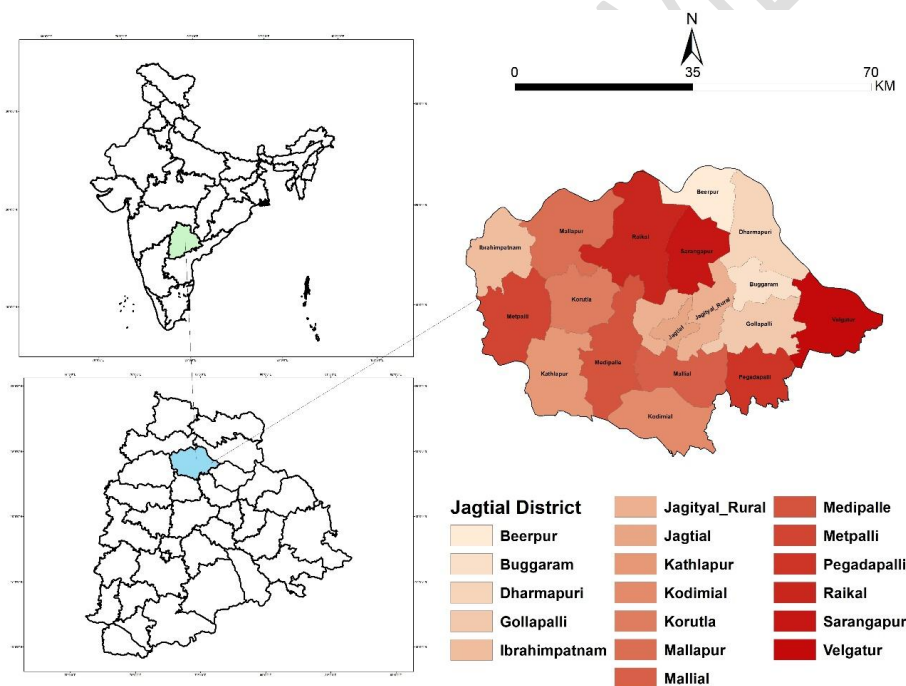 N
0 35 70
KM
Beerpur
Dharmapuri
Mallapur
Raikal
Ibrahimpatnam
Sarangapur
Buggaram
Korutla
Jagityal_Rural
Metpalli
Gollapalli
Velgatur
Jagtial
Medipalle
Kathlapur
Mallial
Pegadapalli
Kodimial
Jagtial District
Beerpur
Buggaram
Dharmapuri
Gollapalli
Ibrahimpatnam
Jagityal_Rural
Jagtial
Kathlapur
Kodimial
Korutla
Mallapur
Mallial
Medipalle
Metpalli
Pegadapalli
Raikal
Sarangapur
Velgatur